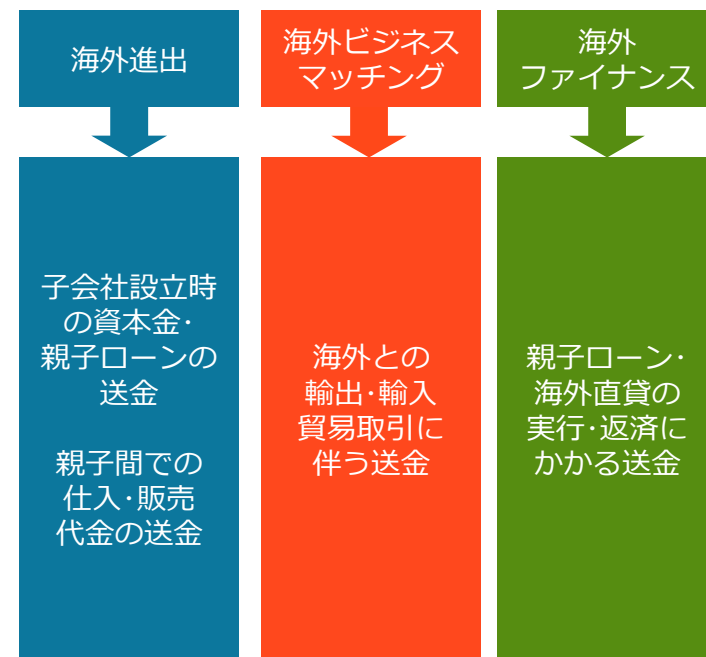 海外進出
海外ビジネス
マッチング
海外
ファイナンス
子会社設立時
の資本金･
親子ローンの
送金
親子間での
仕入･販売
代金の送金
海外との
輸出･輸入
貿易取引に
伴う送金
親子ローン･
海外直貸の
実行･返済に
かかる送金